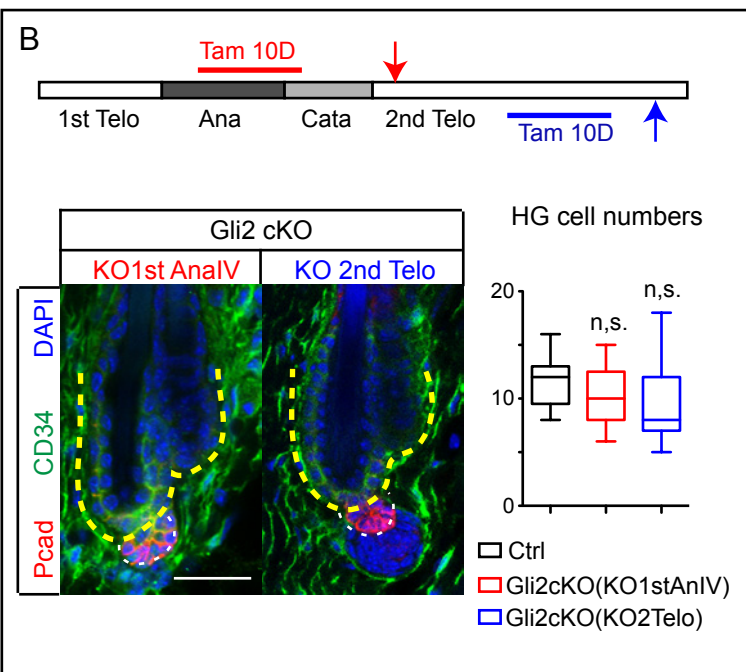 B
Tam 10D
1st Telo Ana Cata 2nd Telo
Tam 10D
Gli2 cKO
KO1st AnaIV KO 2nd Telo
Pcad CD34 DAPI
HG cell numbers
20
10
0
n,s.
n,s.
Ctrl
Gli2cKO(KO1stAnIV)
Gli2cKO(KO2Telo)